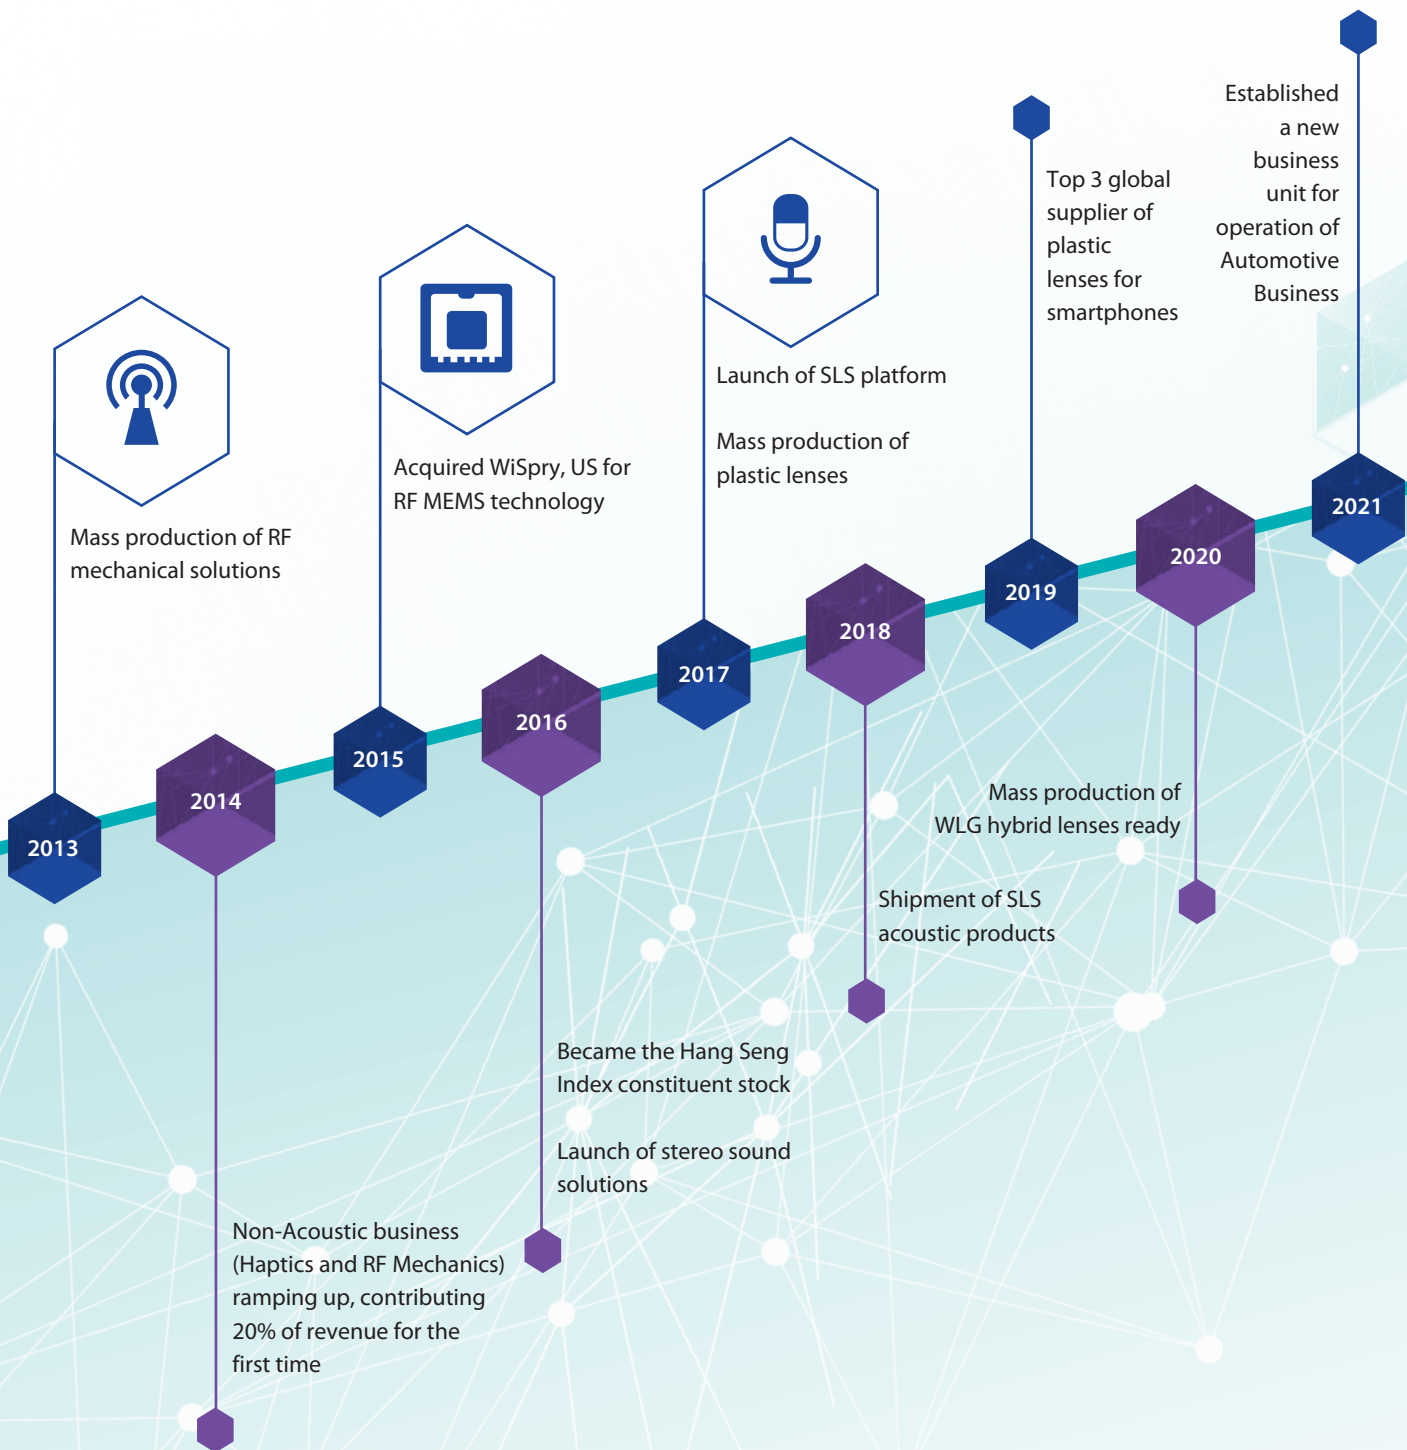 2013
Mass production of RF
mechanical solutions
2014
Non-Acoustic business
(Haptics and RF Mechanics)
ramping up, contributing
20% of revenue for the
first time
2015
Acquired WiSpry, US for
RF MEMS technology
2016
Became the Hang Seng
Index constituent stock
Launch of stereo sound
solutions
2017
Launch of SLS platform
Mass production of
plastic lenses
2018
Shipment of SLS
acoustic products
2019
Top 3 global
supplier of
plastic
lenses for
smartphones
2020
Mass production of
WLG hybrid lenses ready
2021
Established
a new
business
unit for
operation of
Automotive
Business